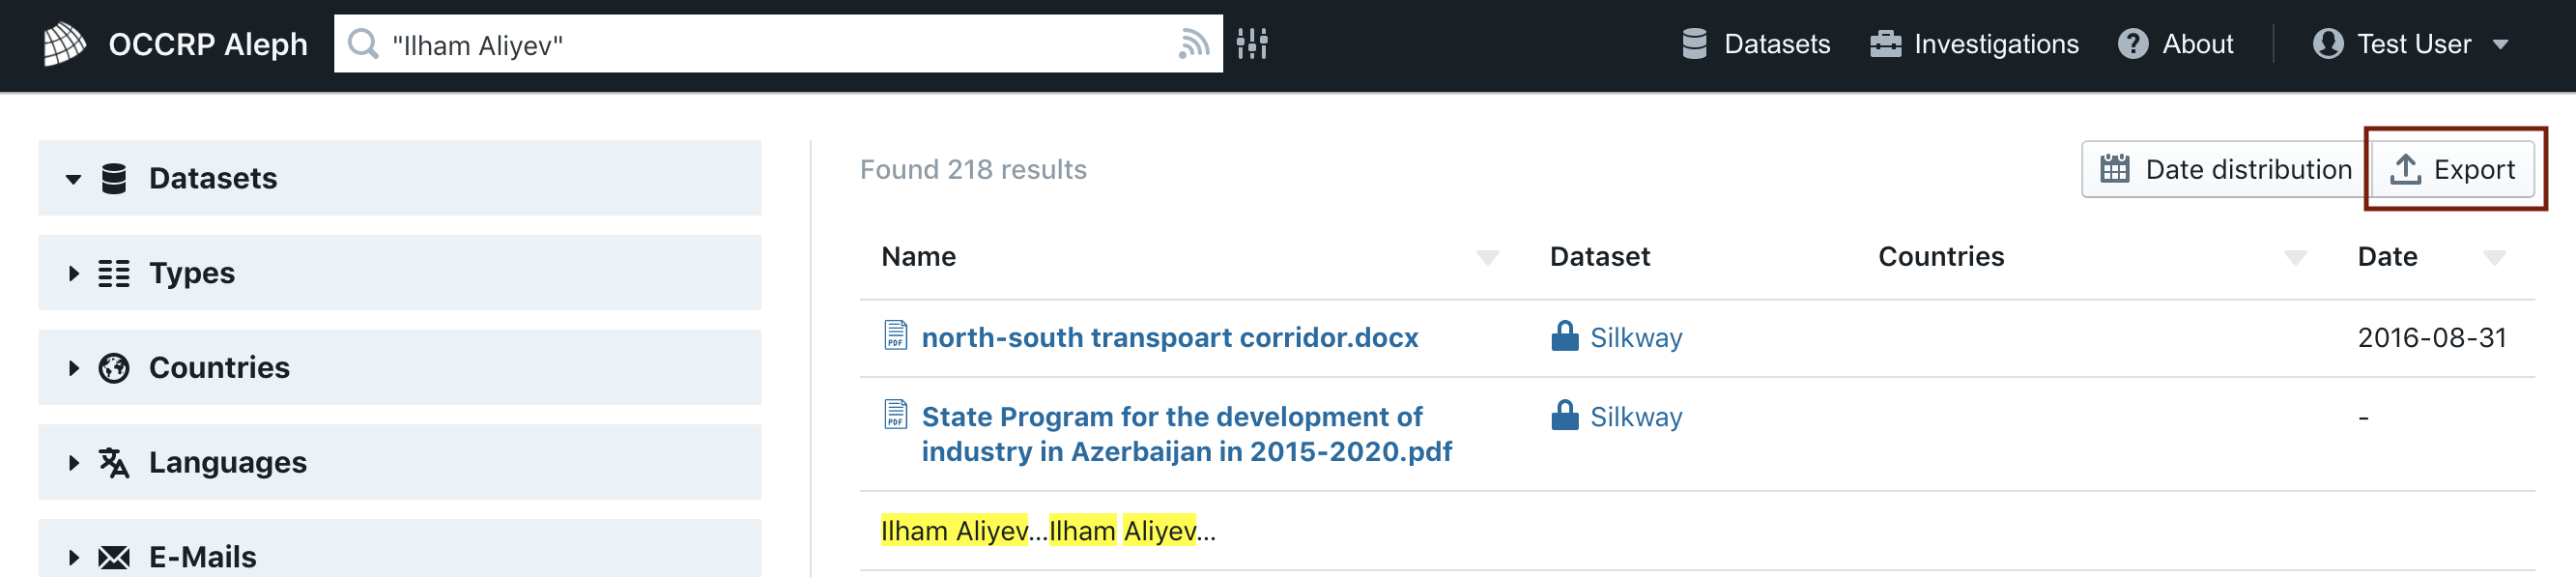 OCCRP Aleph
"Ilham Aliyev"
Datasets
Investigations
About
Test User
Datasets
Types
Countries
Languages
E-Mails
Found 218 results
Date distribution
Export
Name
Dataset
Countries
Date
PDF
north-south transpoart corridor.docx
Silkway
2016-08-31
PDF
State Program for the development of
industry in Azerbaijan in 2015-2020.pdf
Silkway
-
Ilham Aliyev...Ilham Aliyev...